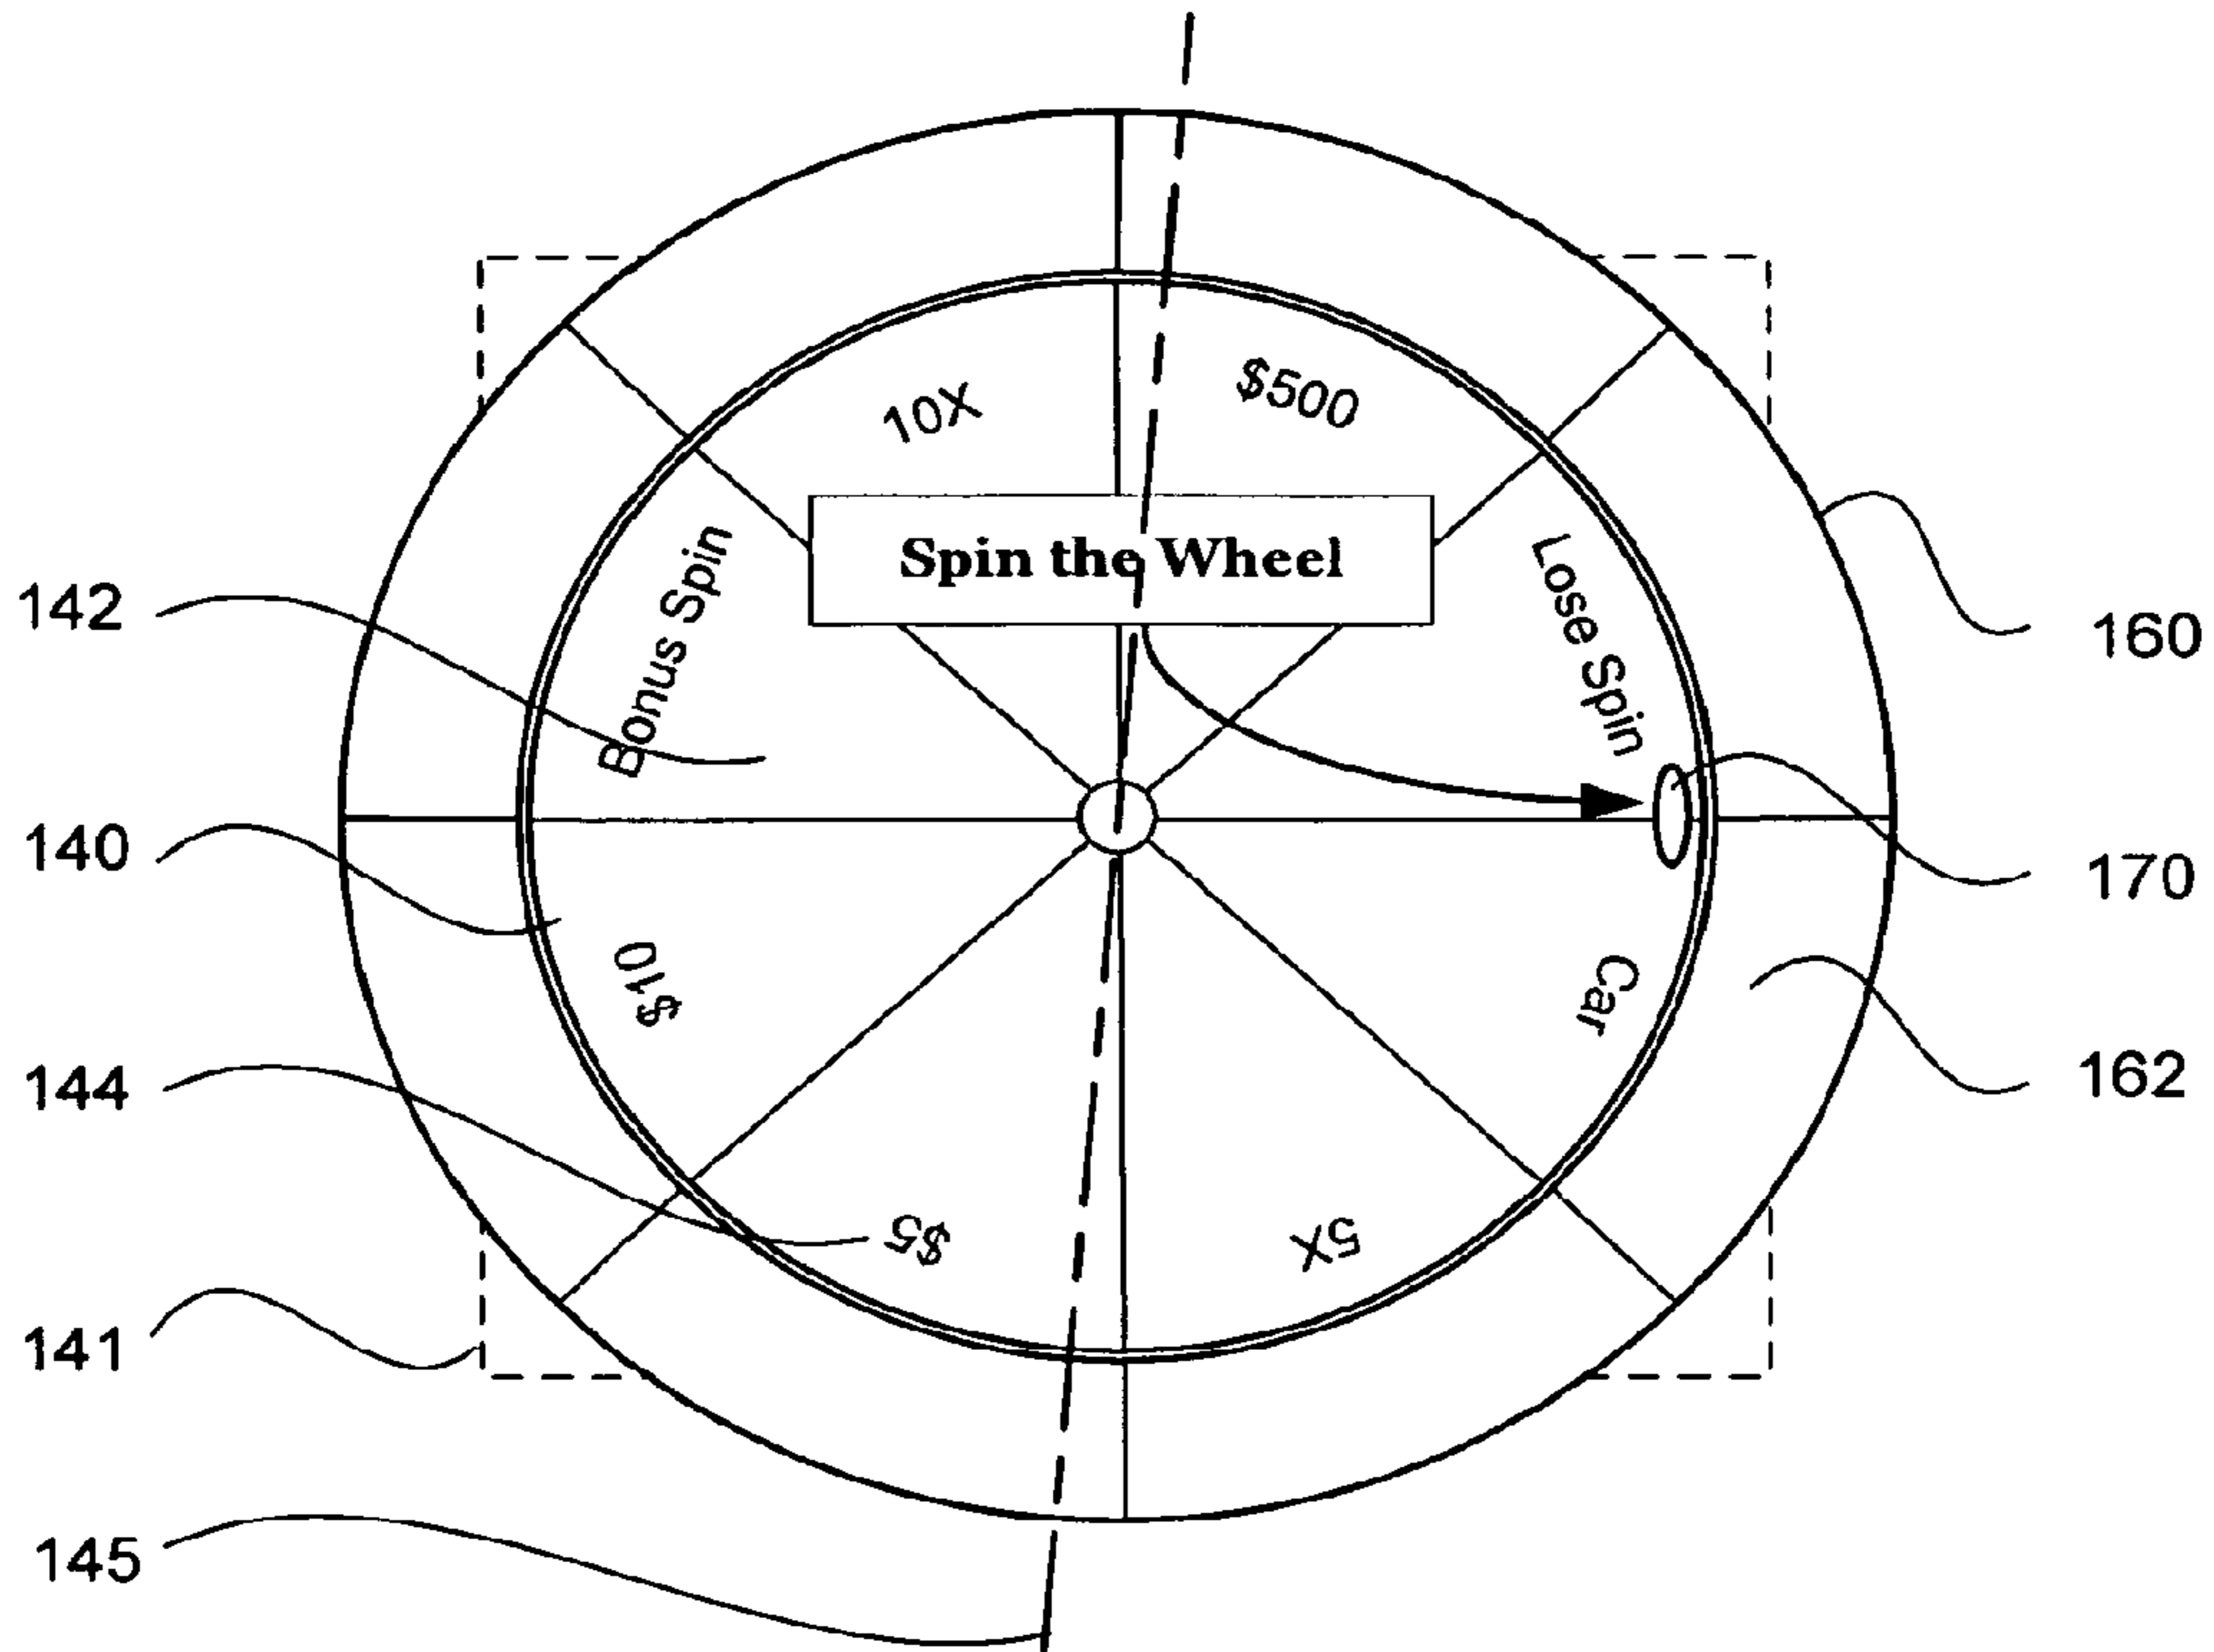 10X
$500
Spin the Wheel
Bonus Spin
Lose Spin
142
160
140
170
$10
Car
144
162
$5
5X
141
145